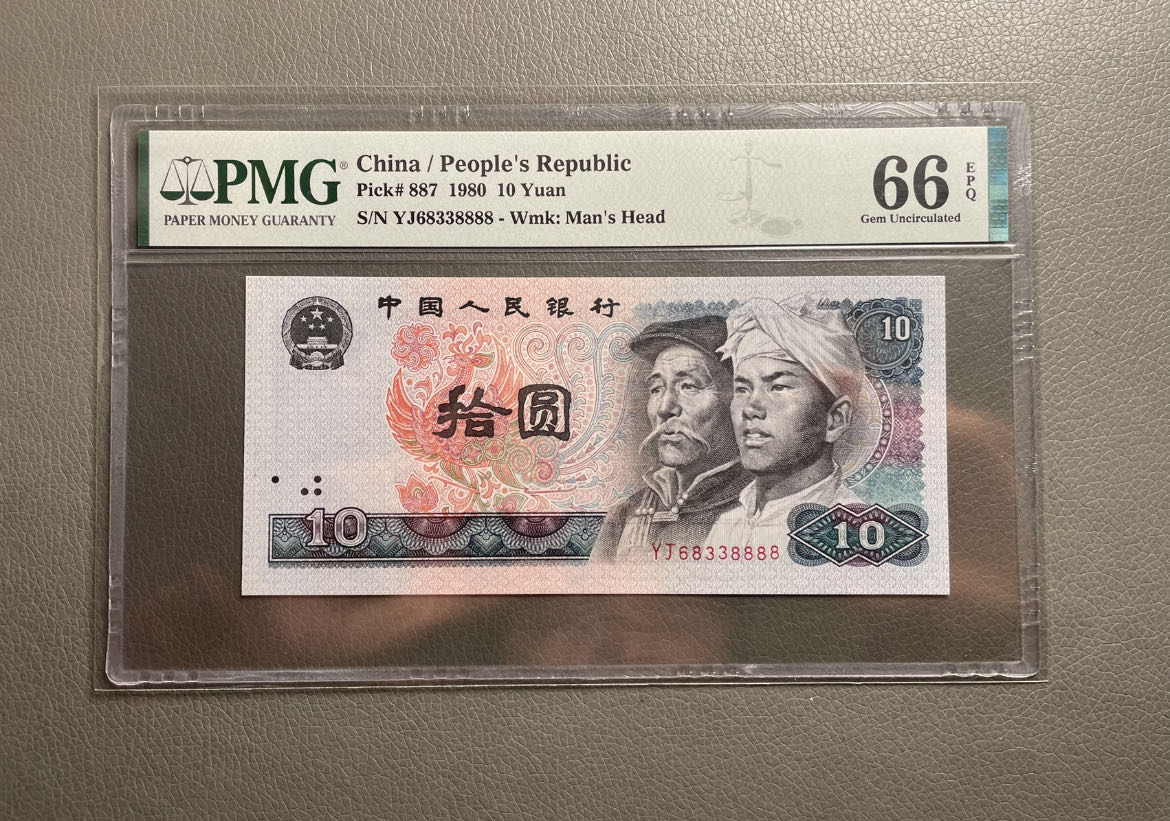 PMG®
PAPER MONEY GUARANTY
China / People's Republic
Pick# 887 1980 10 Yuan
S/N YJ68338888 - Wmk: Man's Head
66
EPQ
Gem Uncirculated
中国人民银行
10
拾圆
10
YJ68338888
10